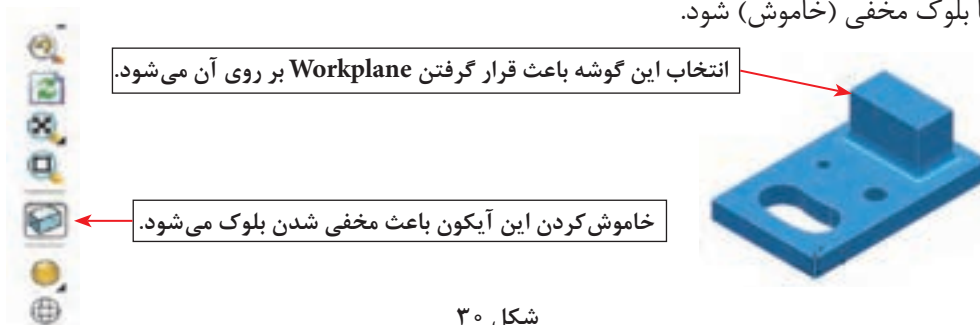 بلوک مخفی (خاموش) شود.
انتخاب این گوشه باعث قرار گرفتن Workplane بر روی آن می‌شود.
خاموش‌کردن این آیکون باعث مخفی شدن بلوک می‌شود.
شکل ۳۰